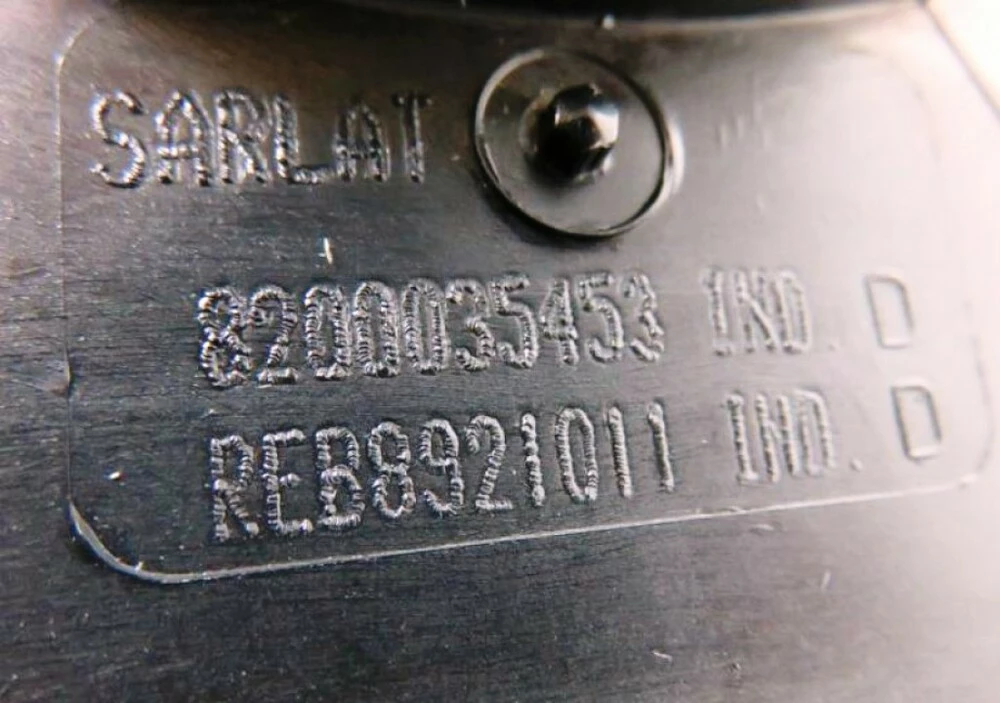 SARLAT
8200035453 IND. D
REB8921011 IND. D